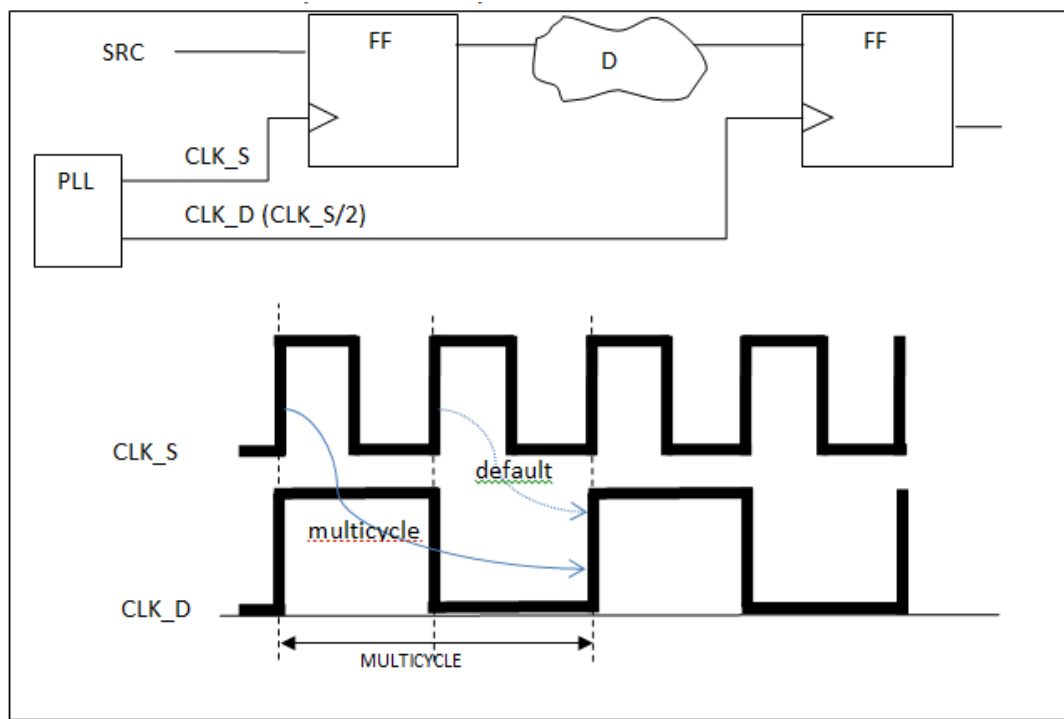 SRC
FF
D
FF
PLL
CLK_S
CLK_D (CLK_S/2)
CLK_S
default
multicycle
CLK_D
MULTICYCLE